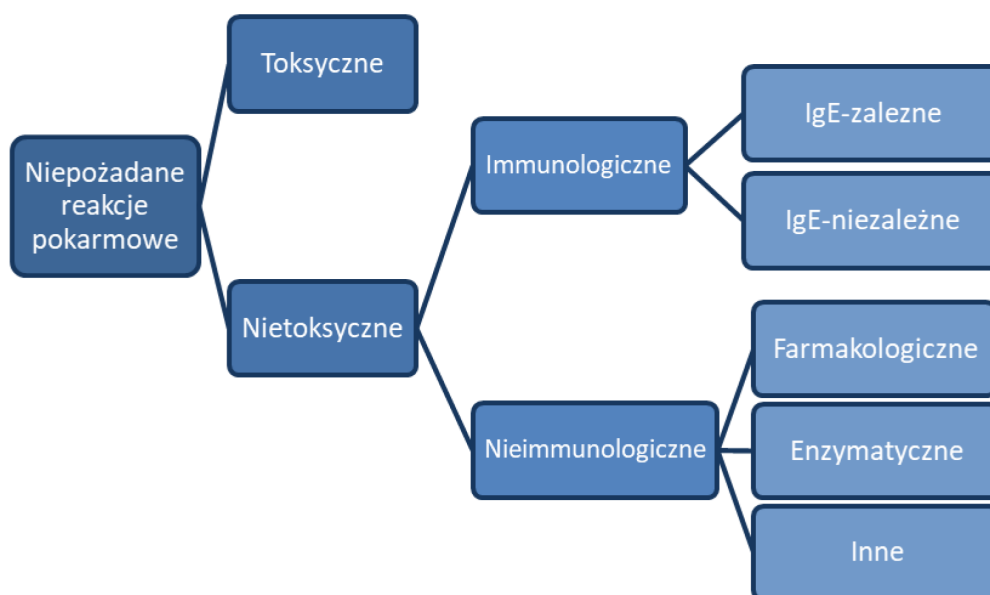 Toksyczne
Niepożadane
reakcje
pokarmowe
Nietoksyczne
Immunologiczne
IgE-zalezne
IgE-niezależne
Nieimmunologiczne
Farmakologiczne
Enzymatyczne
Inne